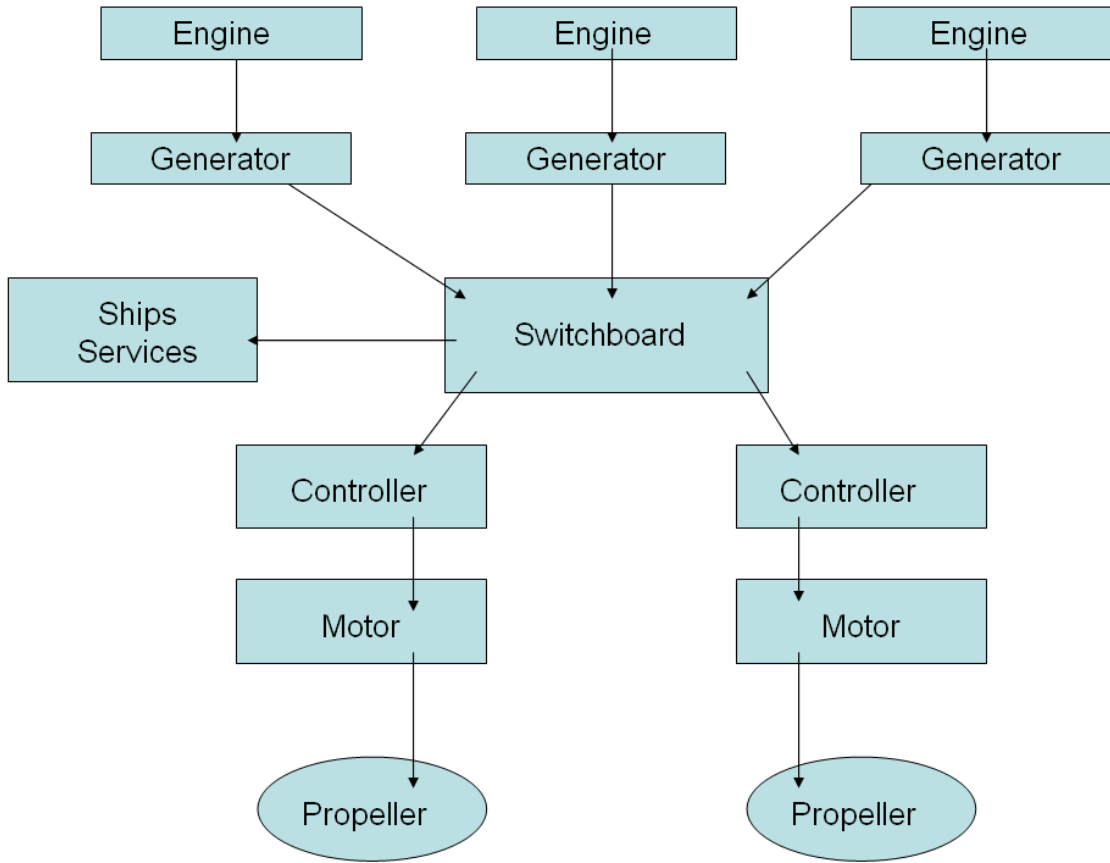 Engine
Engine
Engine
Generator
Generator
Generator
Ships
Services
Switchboard
Controller
Controller
Motor
Motor
Propeller
Propeller